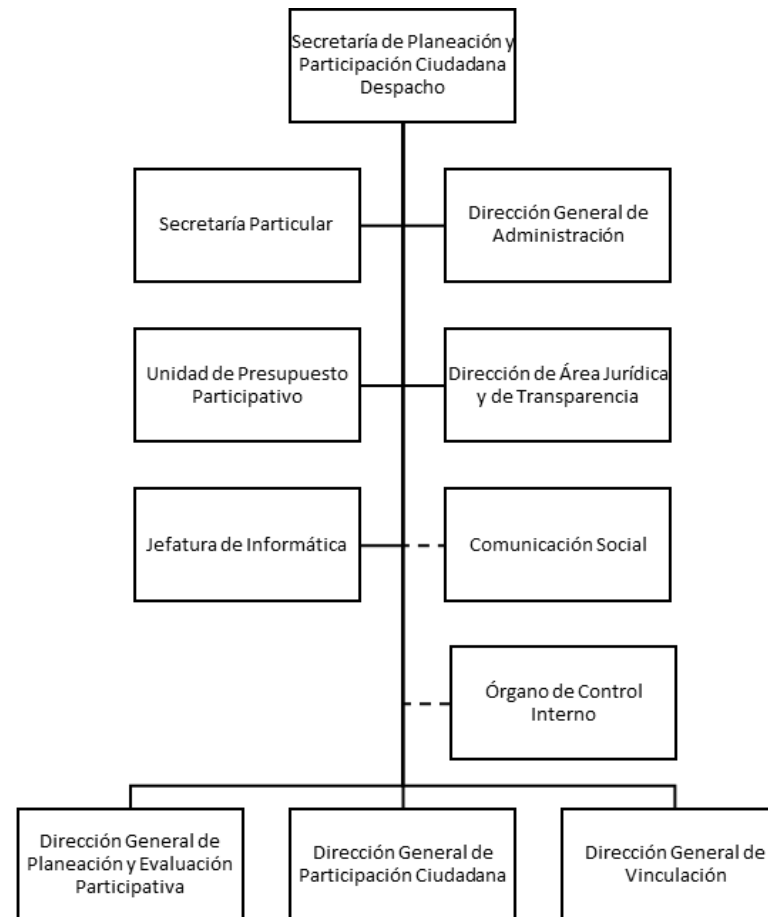 Secretaría de Planeación y
Participación Ciudadana
Despacho
Secretaría Particular
Dirección General de
Administración
Unidad de Presupuesto
Participativo
Dirección de Área Jurídica
y de Transparencia
Jefatura de Informática
Comunicación Social
Órgano de Control
Interno
Dirección General de
Planeación y Evaluación
Participativa
Dirección General de
Participación Ciudadana
Dirección General de
Vinculación